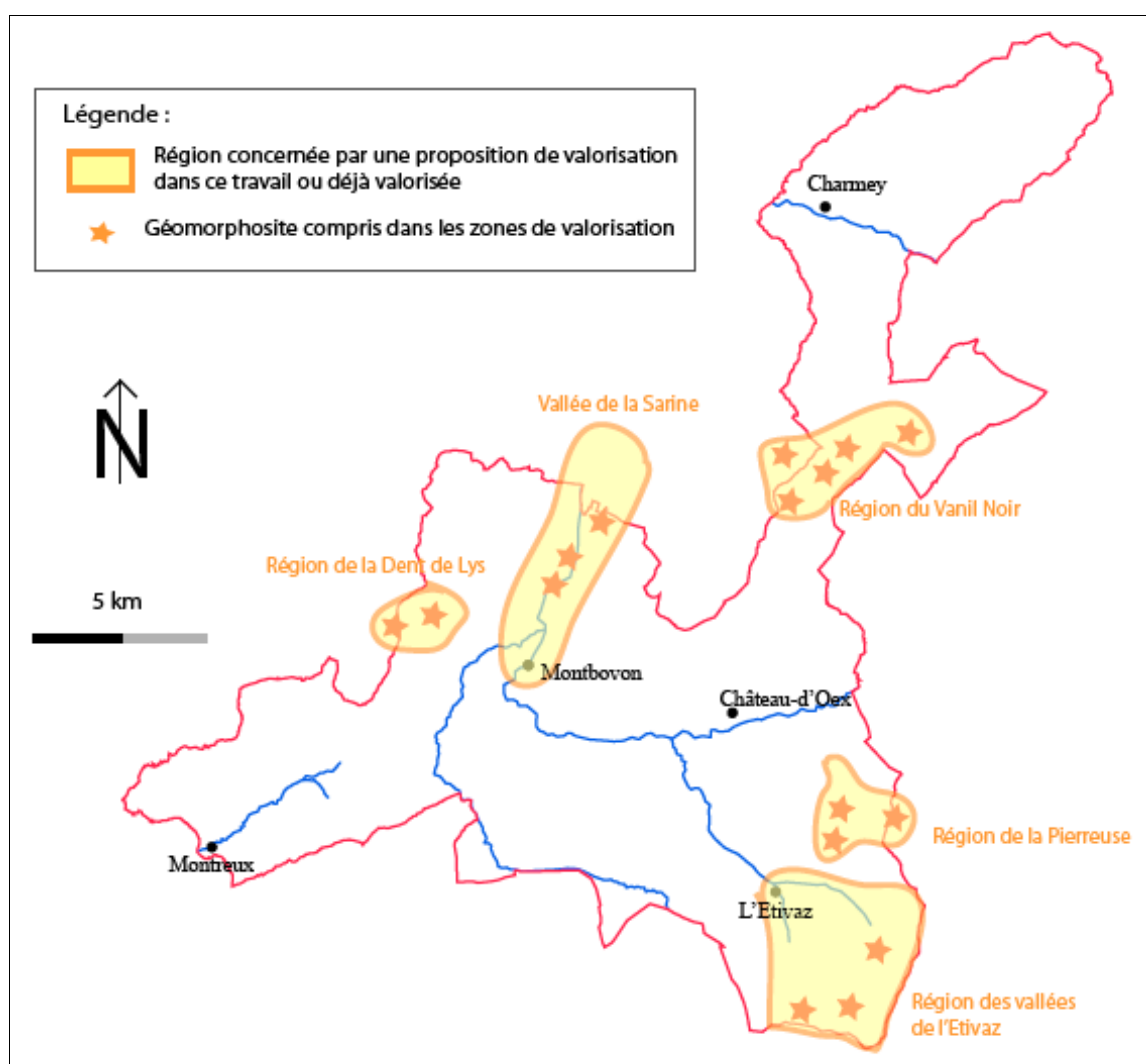 Légende :
Région concernée par une proposition de valorisation
dans ce travail ou déjà valorisée
Géomorphosite compris dans les zones de valorisation
Charmey
N
Vallée de la Sarine
Région du Vanil Noir
Région de la Dent de Lys
5 km
Montbovon
Château-d'Oex
Région de la Pierreuse
Montreux
L'Etivaz
Région des vallées
de l'Etivaz